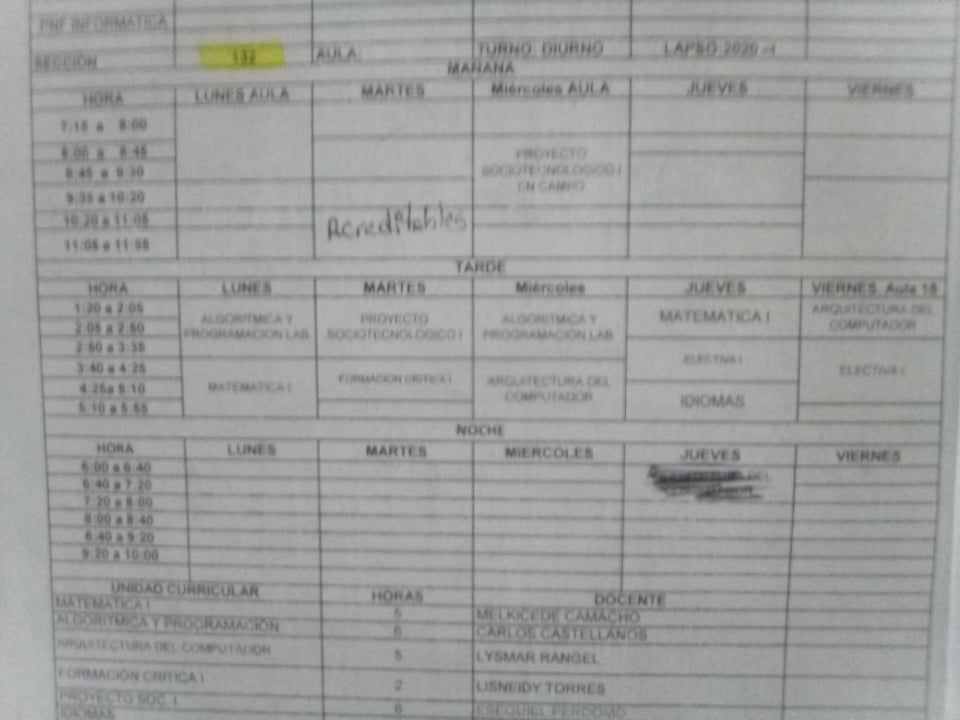 PNF INFORMATICA
SECCION 132 AULA TURNO. DIURNO LAPSO 2020 -I
MAÑANA
HORA LUNES AULA MARTES Miércoles AULA JUEVES VIERNES
7:15 a 8:00
8:00 a 8:45
8:45 a 9:30
PROYECTO
SOCIOTECNOLOGICO I
EN CAMPO
9:35 a 10:20
10:20 a 11:05
11:05 a 11:55
Acreditables
TARDE
HORA LUNES MARTES Miércoles JUEVES VIERNES. Aula 18
1:20 a 2:05
2:05 a 2:50
2:50 a 3:35
3:40 a 4:25
4:25a 5:10
5:10 a 5:55
ALGORITMICA Y
PROGRAMACION LAB
MATEMATICA I
PROYECTO
SOCIOTECNOLOGICO I
FORMACION CRITICA I
ALGORITMICA Y
PROGRAMACION LAB
ARQUITECTURA DEL
COMPUTADOR
MATEMATICA I
ELECTIVA I
IDIOMAS
ARQUITECTURA DEL
COMPUTADOR
ELECTIVA I
NOCHE
HORA LUNES MARTES MIERCOLES JUEVES VIERNES
6:00 a 6:40
6:40 a 7:20
7:20 a 8:00
8:00 a 8:40
8:40 a 9:20
9:20 a 10:00
UNIDAD CURRICULAR HORAS DOCENTE
MATEMATICA I 5 MELKICEDE CAMACHO
ALGORITMICA Y PROGRAMACIÓN 6 CARLOS CASTELLANOS
ARQUITECTURA DEL COMPUTADOR 5 LYSMAR RANGEL
FORMACIÓN CRITICA I 2 LISNEIDY TORRES
PROYECTO SOC. I 6 ESEQUIEL PERDOMO
IDIOMAS